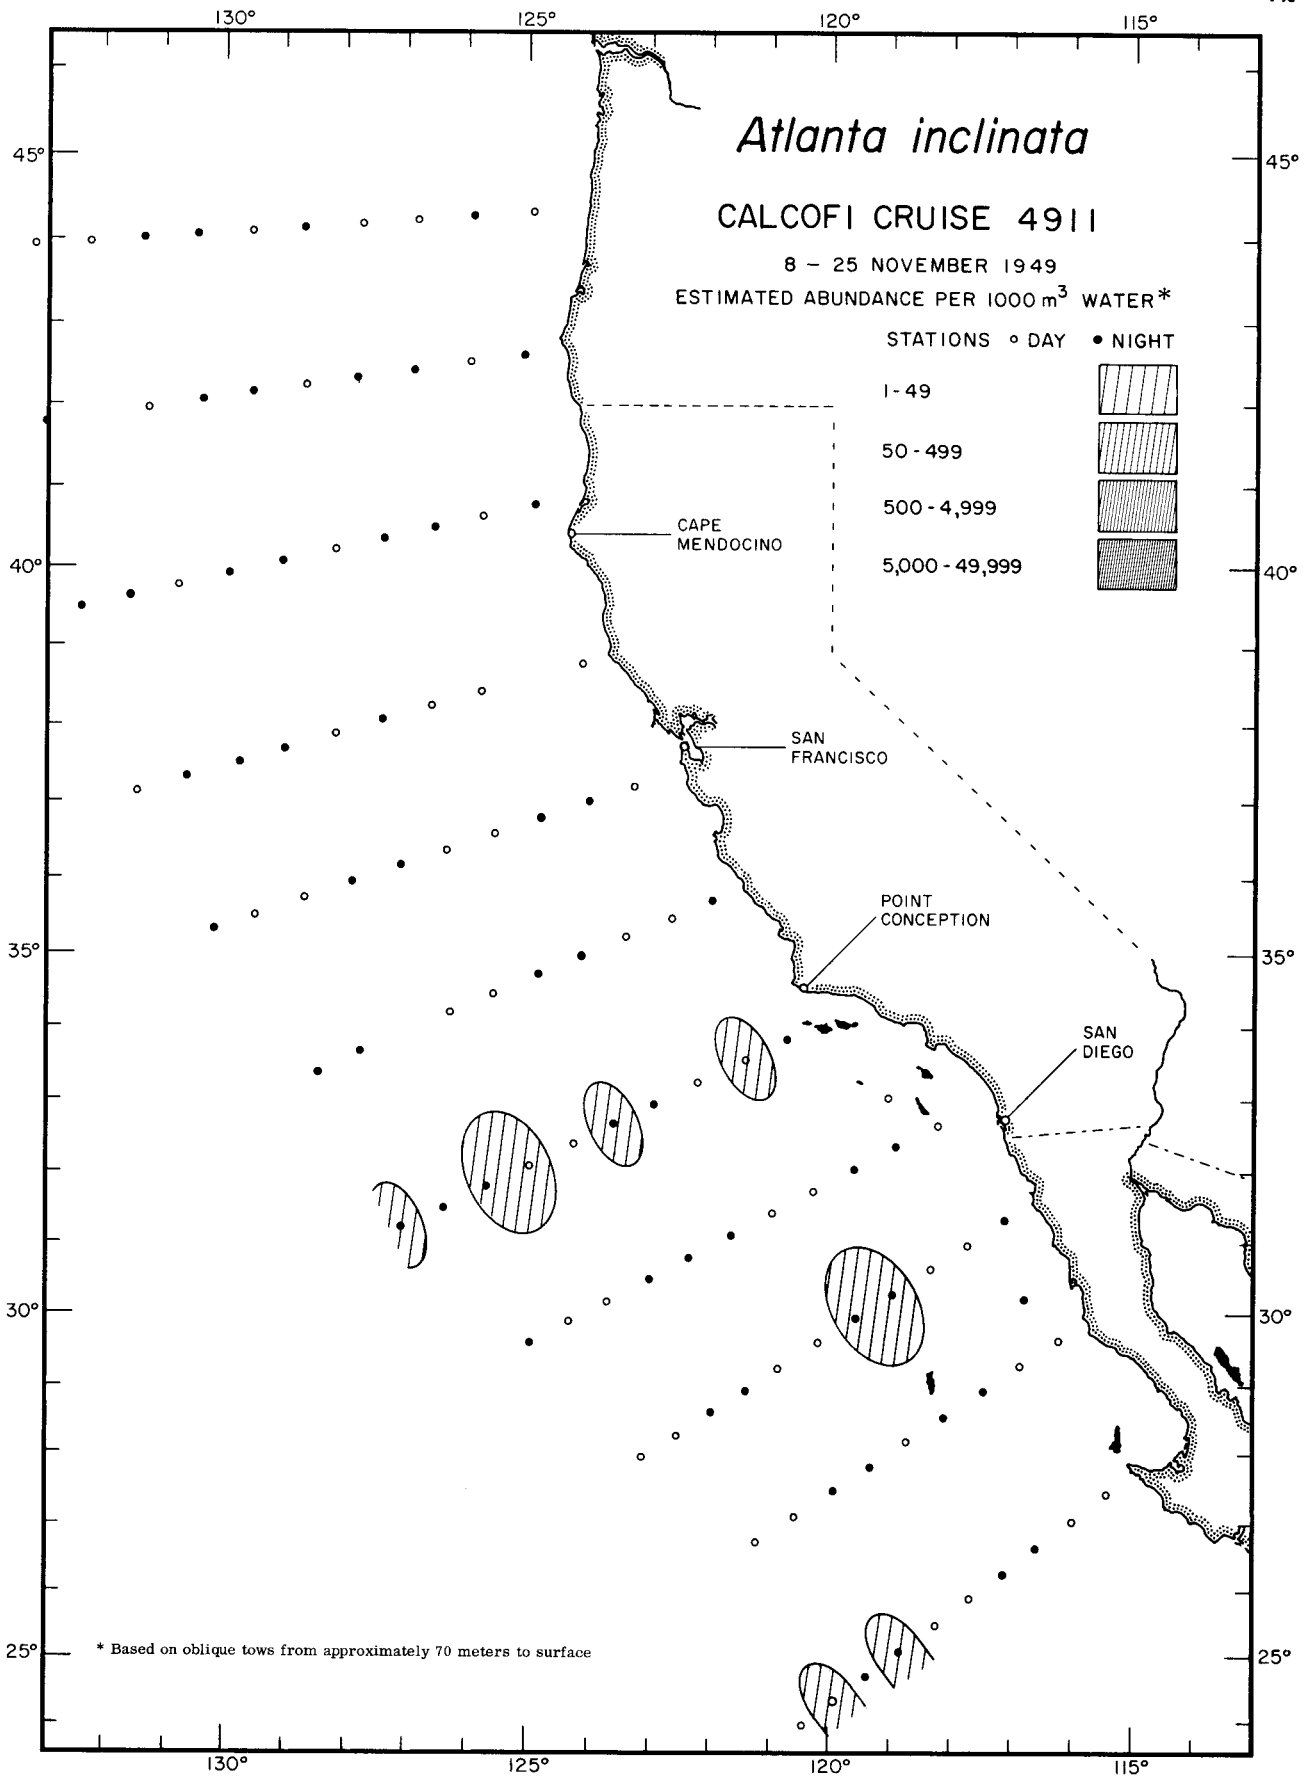 130° 125° 120° 115°
Atlanta inclinata
45° 45°
CALCOFI CRUISE 4911
8 – 25 NOVEMBER 1949
ESTIMATED ABUNDANCE PER 1000 m³ WATER*
STATIONS ○ DAY ● NIGHT
1-49
50-499
500-4,999
5,000-49,999
CAPE
MENDOCINO
40° 40°
SAN
FRANCISCO
POINT
CONCEPTION
35° 35°
SAN
DIEGO
30° 30°
25° 25°
* Based on oblique tows from approximately 70 meters to surface
130° 125° 120° 115°